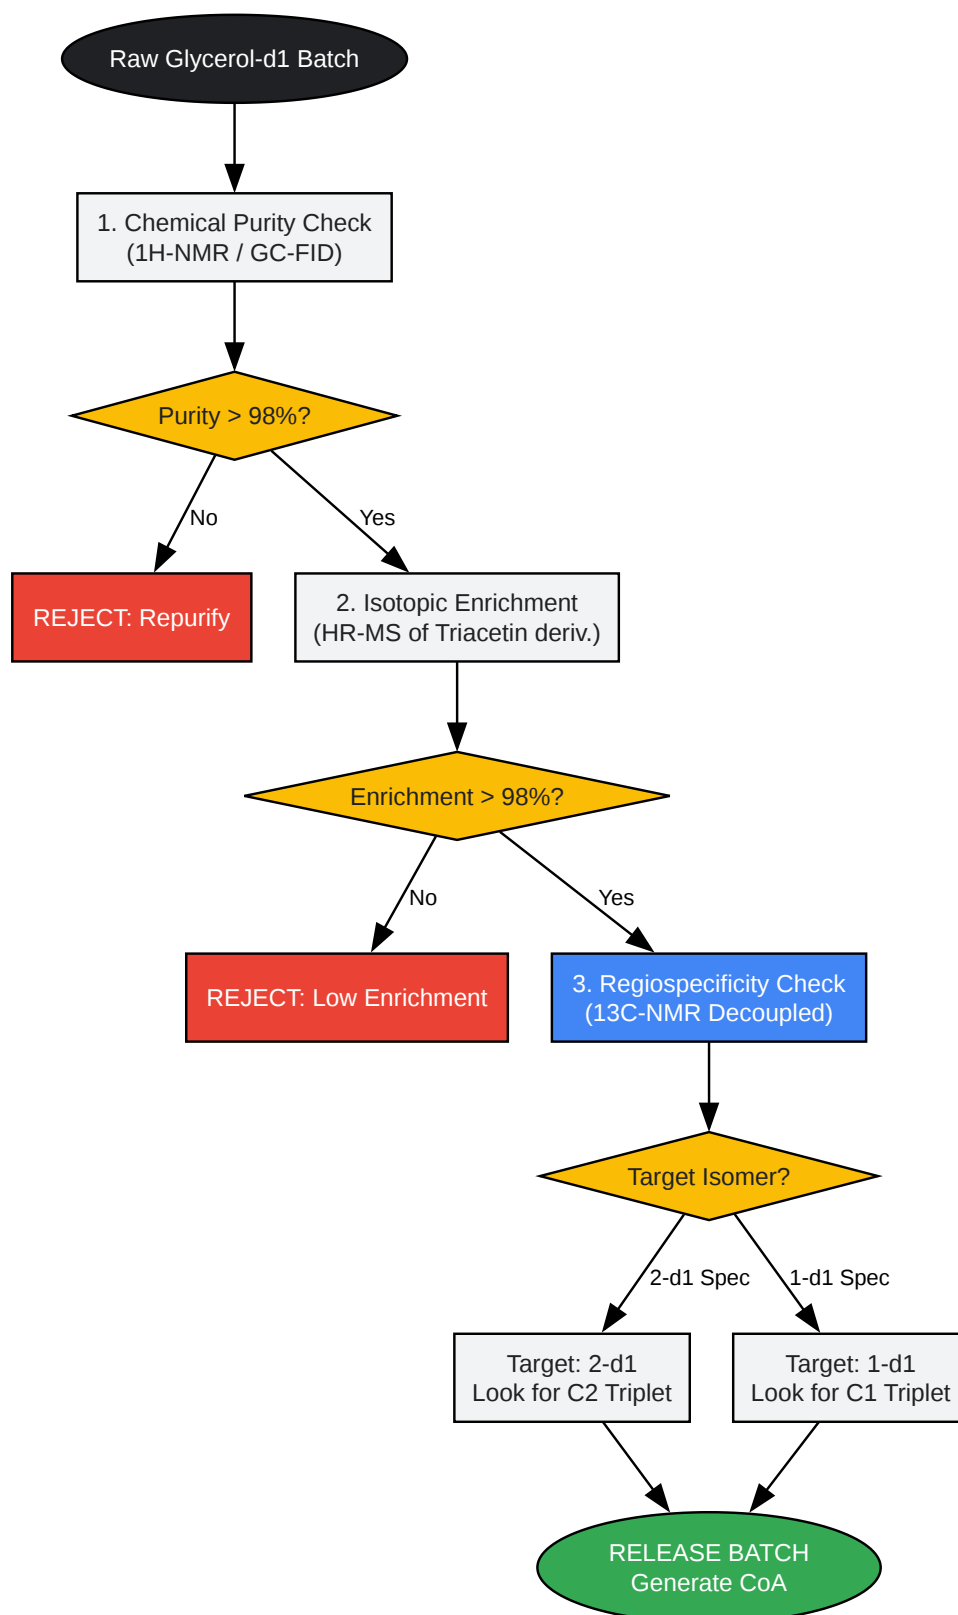 Raw Glycerol-d1 Batch
1. Chemical Purity Check
(1H-NMR / GC-FID)
Purity > 98%?
No
Yes
REJECT: Repurify
2. Isotopic Enrichment
(HR-MS of Triacetin deriv.)
Enrichment > 98%?
No
Yes
REJECT: Low Enrichment
3. Regiospecificity Check
(13C-NMR Decoupled)
Target Isomer?
2-d1 Spec
1-d1 Spec
Target: 2-d1
Look for C2 Triplet
Target: 1-d1
Look for C1 Triplet
RELEASE BATCH
Generate CoA